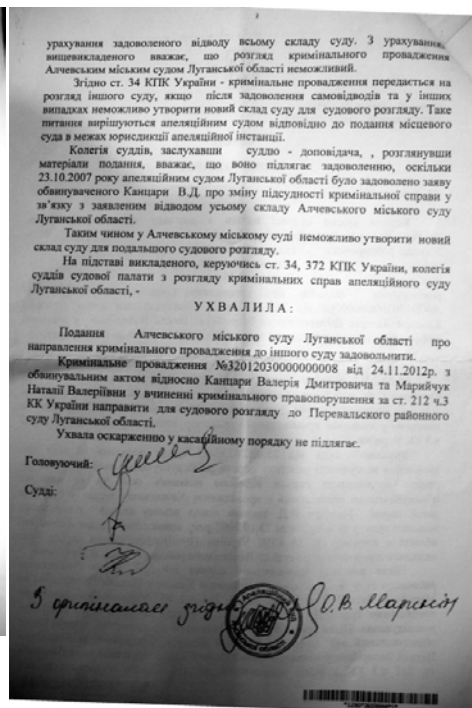 урахування задоволеного відводу всьому складу суду. З урахування
вищевикладеного вважає, що розгляд кримінального провадження
Алчевським міським судом Луганської області неможливий.
Згідно ст. 34 КПК України - кримінальне провадження передається на
розгляд іншого суду, якщо після задоволення самовідводів та у інших
випадках неможливо утворити новий склад суду для судового розгляду. Таке
питання вирішуються апеляційним судом відповідно до подання місцевого
суда в межах юрисдикції апеляційної інстанції.
Колегія суддів, заслухавши суддю - доповідача, , розглянувши
матеріали подання, вважає, що воно підлягає задоволенню, оскільки
23.10.2007 року апеляційним судом Луганської області було задоволено заяву
обвинуваченого Канцари В.Д. про зміну підсудності кримінальної справи у
зв'язку з заявленим відводом усьому складу Алчевського міського суду
Луганської області.
Таким чином у Алчевському міському суді неможливо утворити новий
склад суду для подальшого судового розгляду.
На підставі викладеного, керуючись ст. 34, 372 КПК України, колегія
суддів судової палати з розгляду кримінальних справ апеляційного суду
Луганської області, -
УХВАЛИЛА:
Подання Алчевського міського суду Луганської області про
направлення кримінального провадження до іншого суду задовольнити.
Кримінальне провадження №32012030000000008 від 24.11.2012р. з
обвинувальним актом відносно Канцари Валерія Дмитровича та Марийчук
Наталії Валеріївни у вчиненні кримінального правопорушення за ст. 212 ч.3
КК України направити для судового розгляду до Перевальского районного
суду Луганської області.
Ухвала оскарженню у касаційному порядку не підлягає.
Головуючий:
Судді:
З оригіналом згідно О.В.